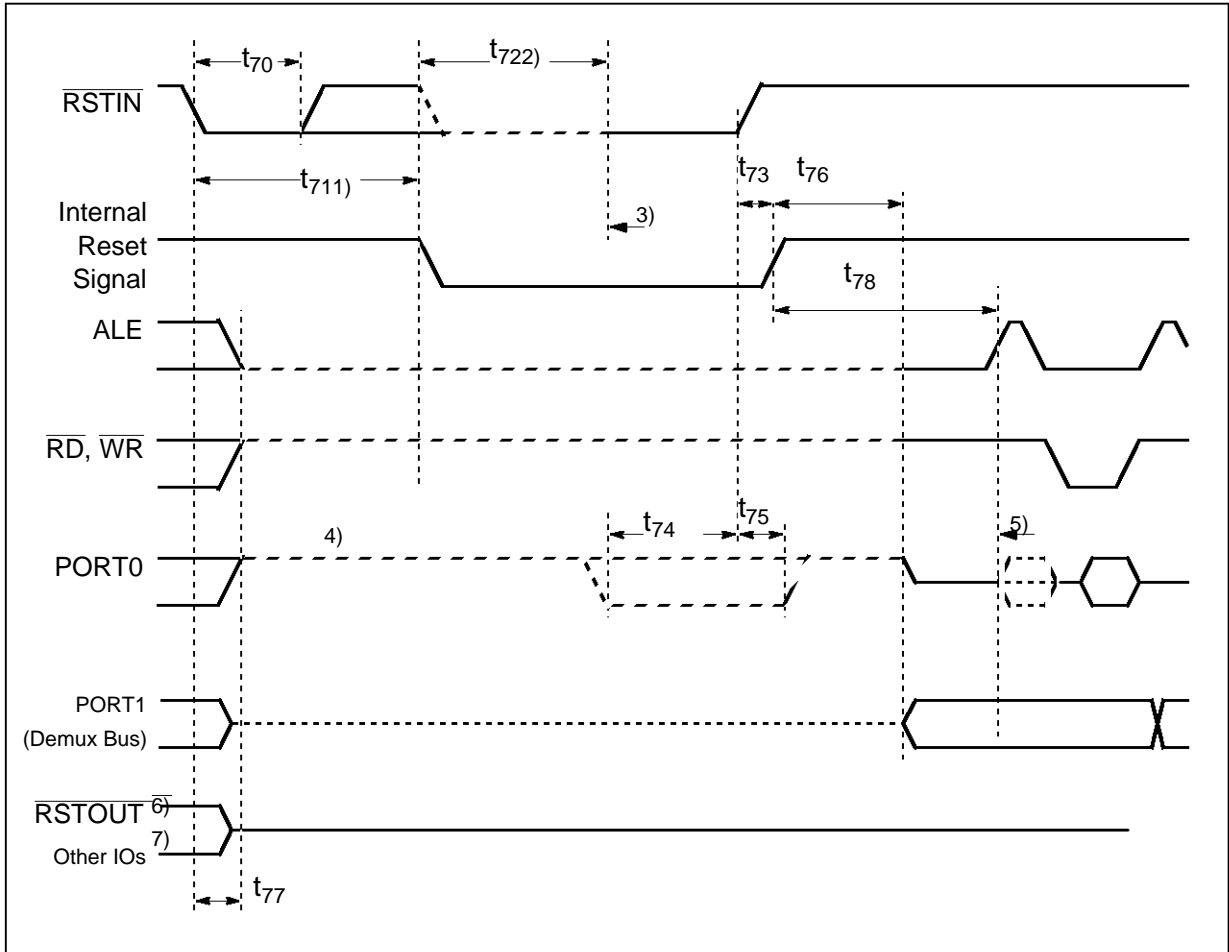 t70
t722)
RSTIN
t711)
t73
t76
3)
Internal
Reset
Signal
t78
ALE
RD, WR
t74
t75
4)
5)
PORT0
PORT1
(Demux Bus)
RSTOUT 6)
Other IOs 7)
t77